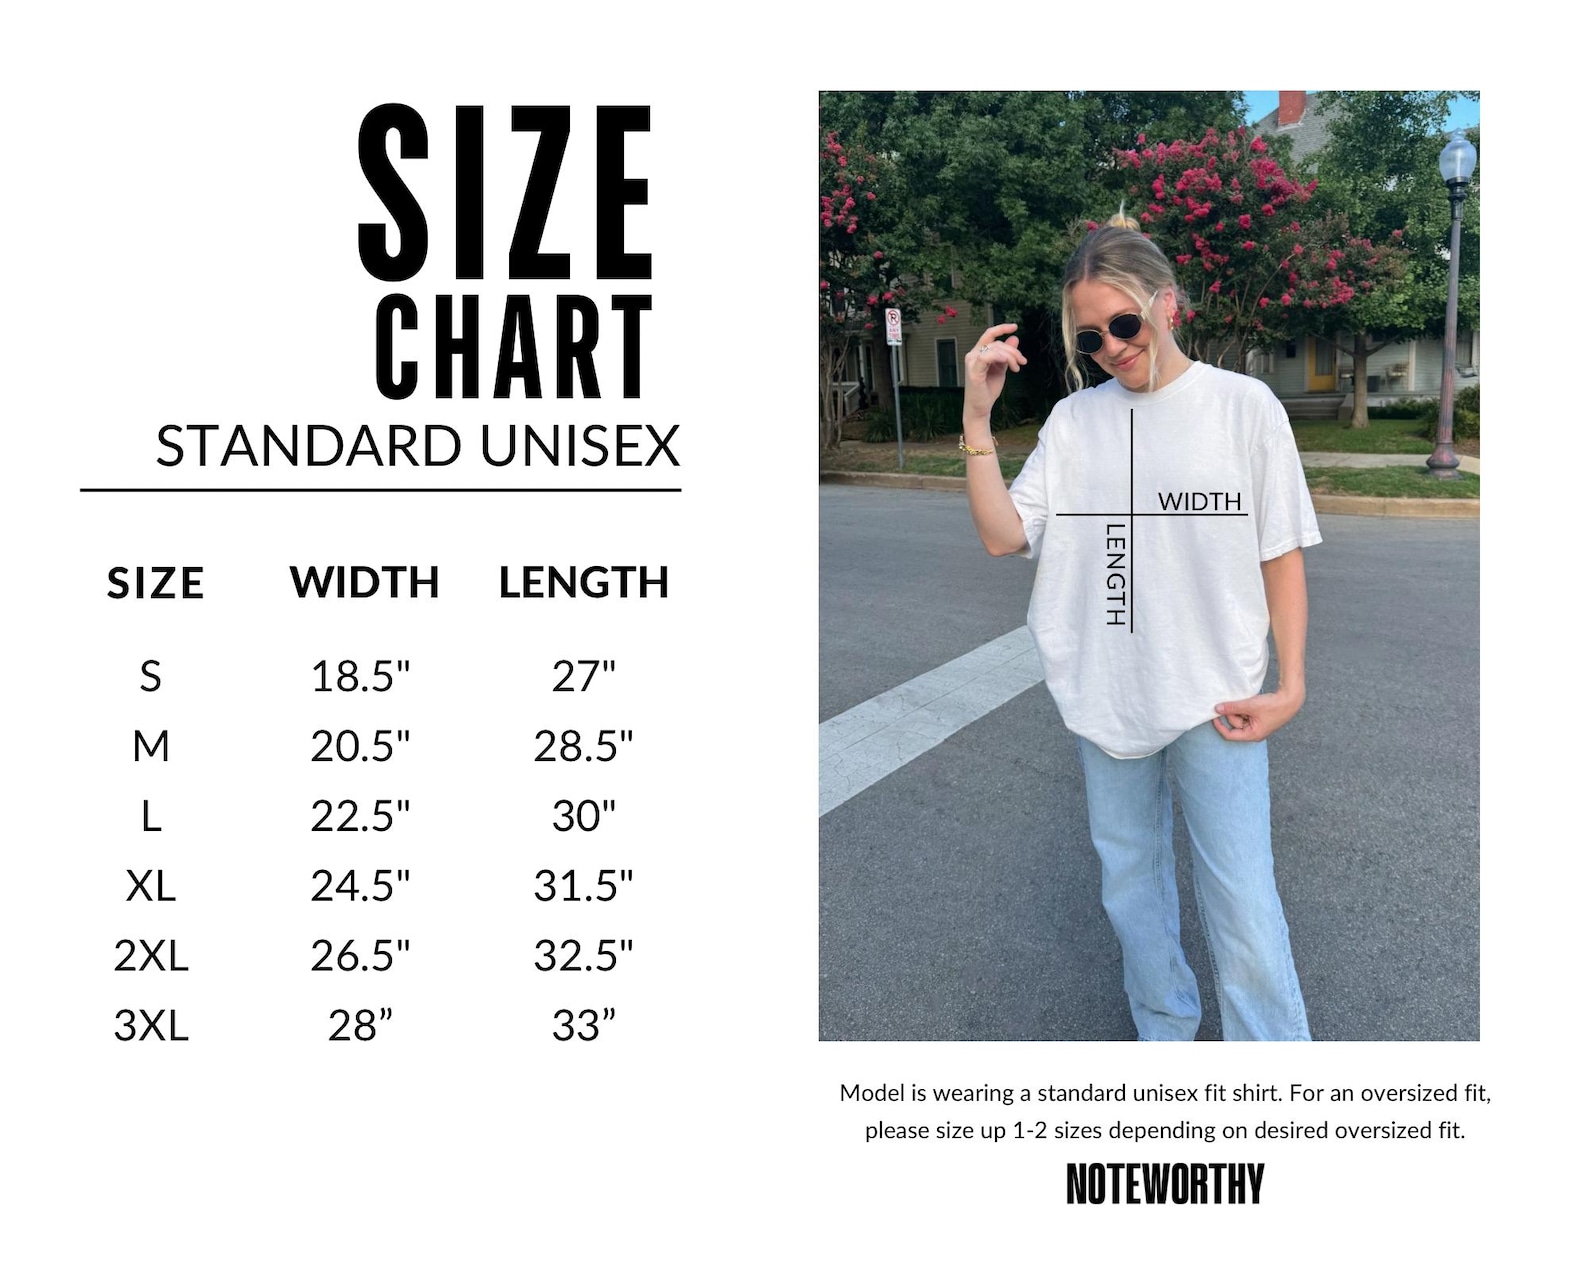 SIZE
CHART
STANDARD UNISEX
SIZE WIDTH LENGTH
S 18.5" 27"
M 20.5" 28.5"
L 22.5" 30"
XL 24.5" 31.5"
2XL 26.5" 32.5"
3XL 28” 33”
WIDTH
LENGTH
Model is wearing a standard unisex fit shirt. For an oversized fit,
please size up 1-2 sizes depending on desired oversized fit.
NOTEWORTHY